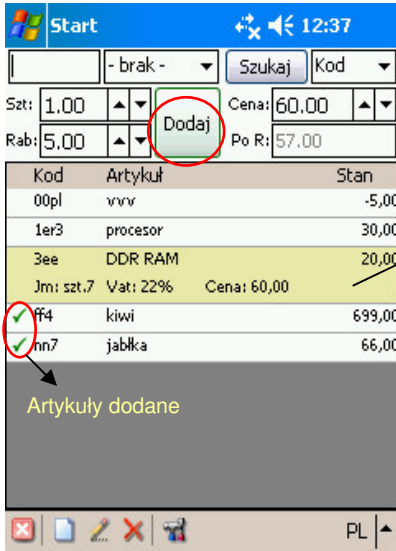 Start 12:37
- brak - Szukaj Kod
Szt: 1.00 Dodaj Cena: 60.00
Rab: 5.00 Po R: 57.00
Kod Artykuł Stan
00pl vvv -5,00
1er3 procesor 30,00
3ee DDR RAM 20,00
Jm: szt.7 Vat: 22% Cena: 60,00
ff4 kiwi 699,00
nn7 jabłka 66,00
Artykuły dodane
PL